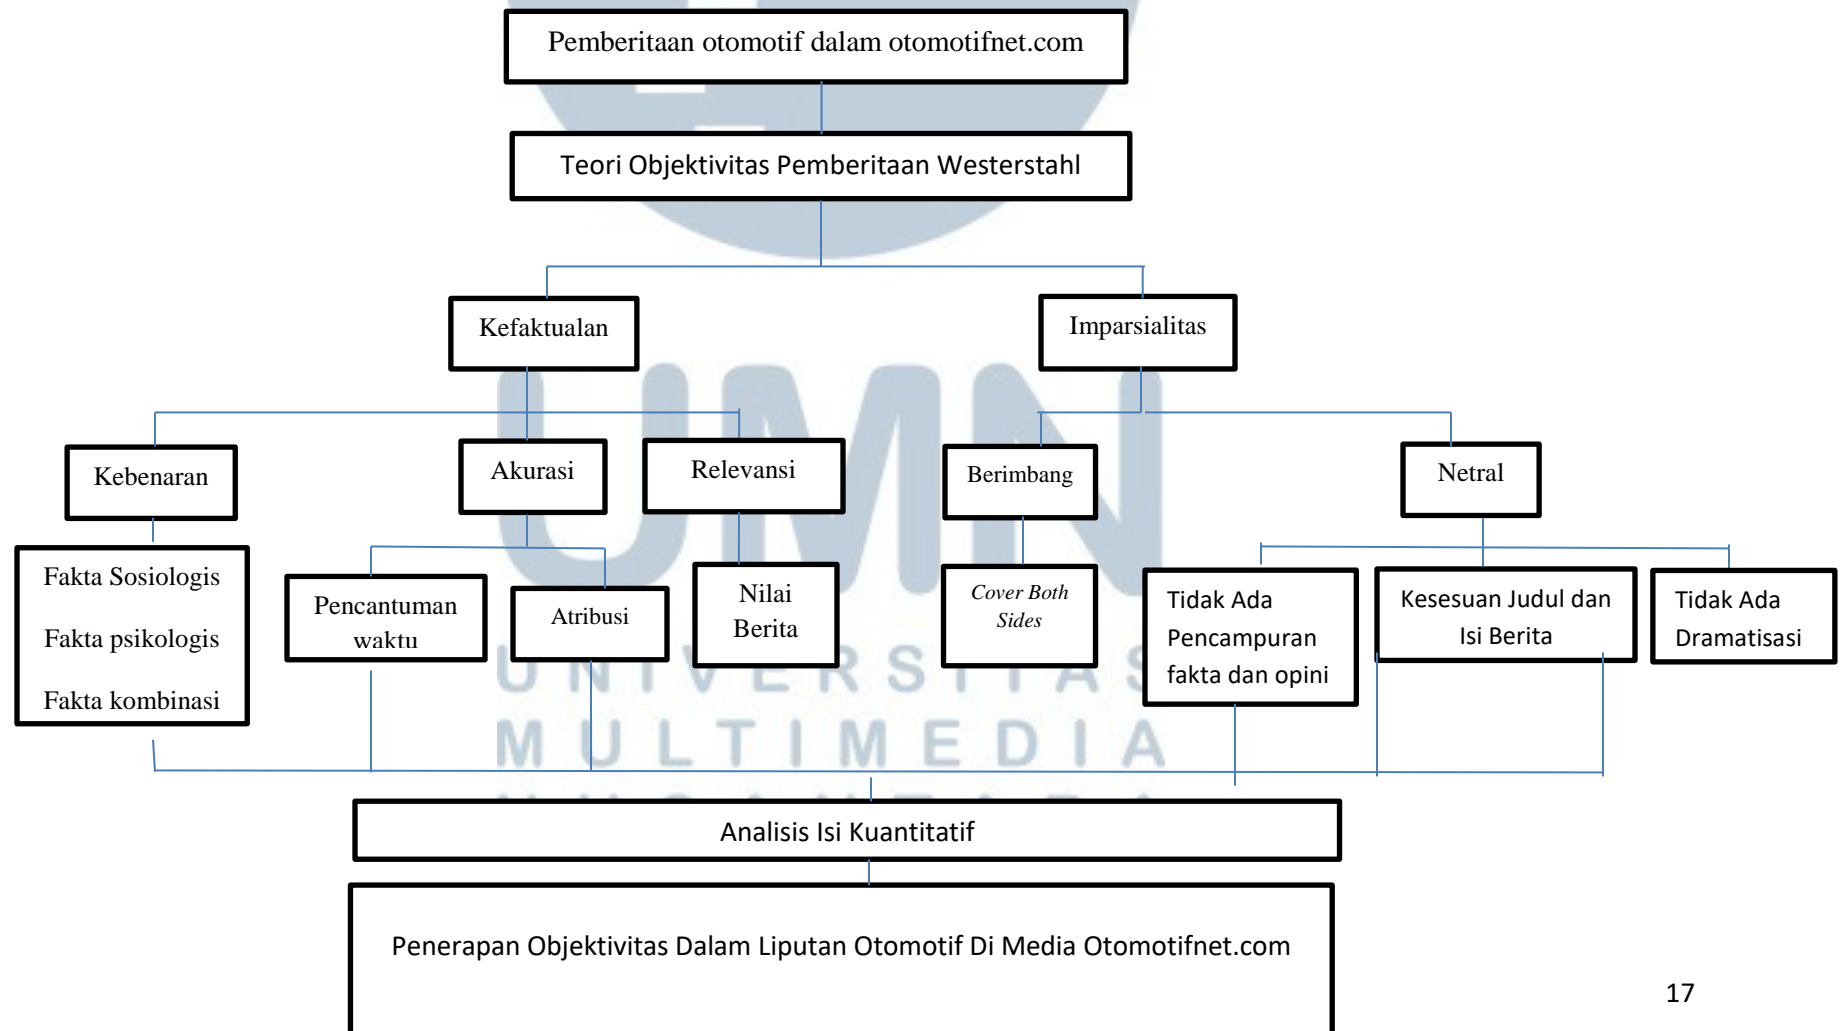 Pemberitaan otomotif dalam otomotifnet.com
Teori Objektivitas Pemberitaan Westerstahl
Kefaktualan
Imparsialitas
Kebenaran
Akurasi
Relevansi
Berimbang
Netral
Fakta Sosiologis
Fakta psikologis
Fakta kombinasi
Pencantuman
waktu
Atribusi
Nilai
Berita
Cover Both
Sides
Tidak Ada
Pencampuran
fakta dan opini
Kesesuan Judul dan
Isi Berita
Tidak Ada
Dramatisasi
UMN
UNIVERSITAS
MULTIMEDIA
NUSANTARA
Analisis Isi Kuantitatif
Penerapan Objektivitas Dalam Liputan Otomotif Di Media Otomotifnet.com
17